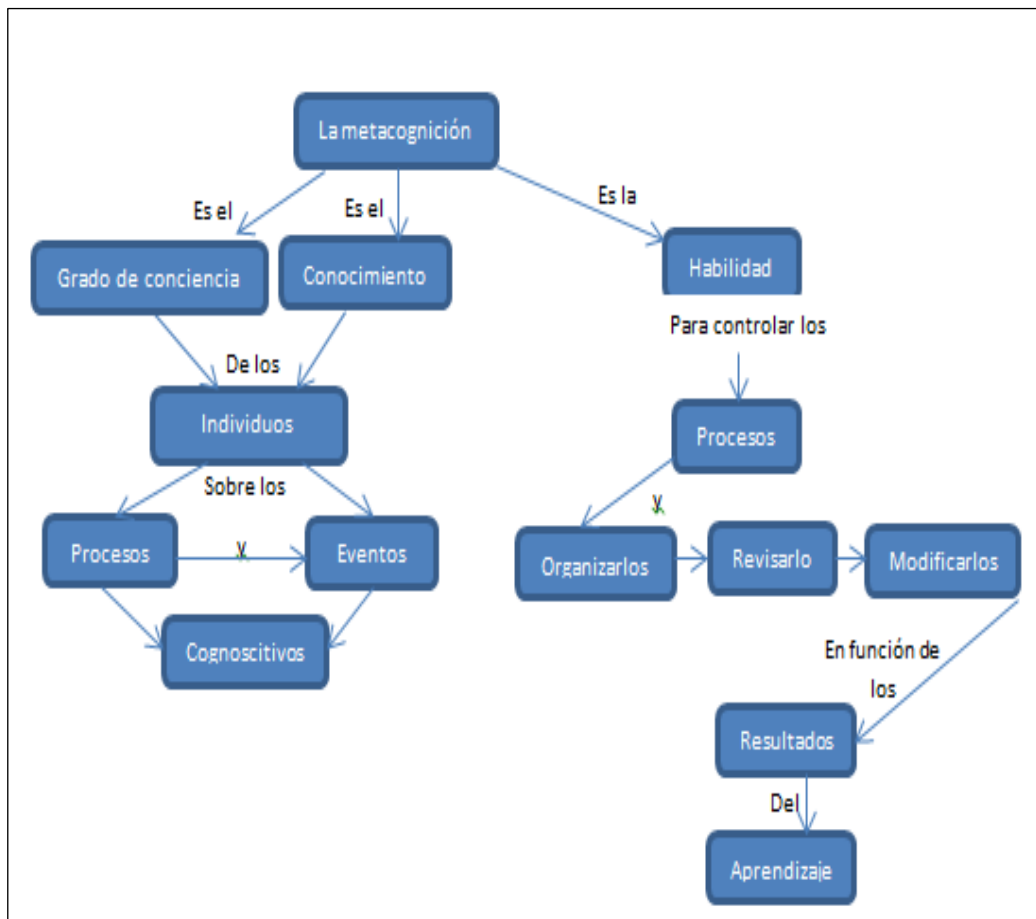 La metacognición
Es el
Es el
Es la
Grado de conciencia
Conocimiento
Habilidad
Para controlar los
De los
Individuos
Procesos
Sobre los
y
Procesos
y
Eventos
Organizarlos
Revisarlo
Modificarlos
Cognoscitivos
En función de
los
Resultados
Del
Aprendizaje